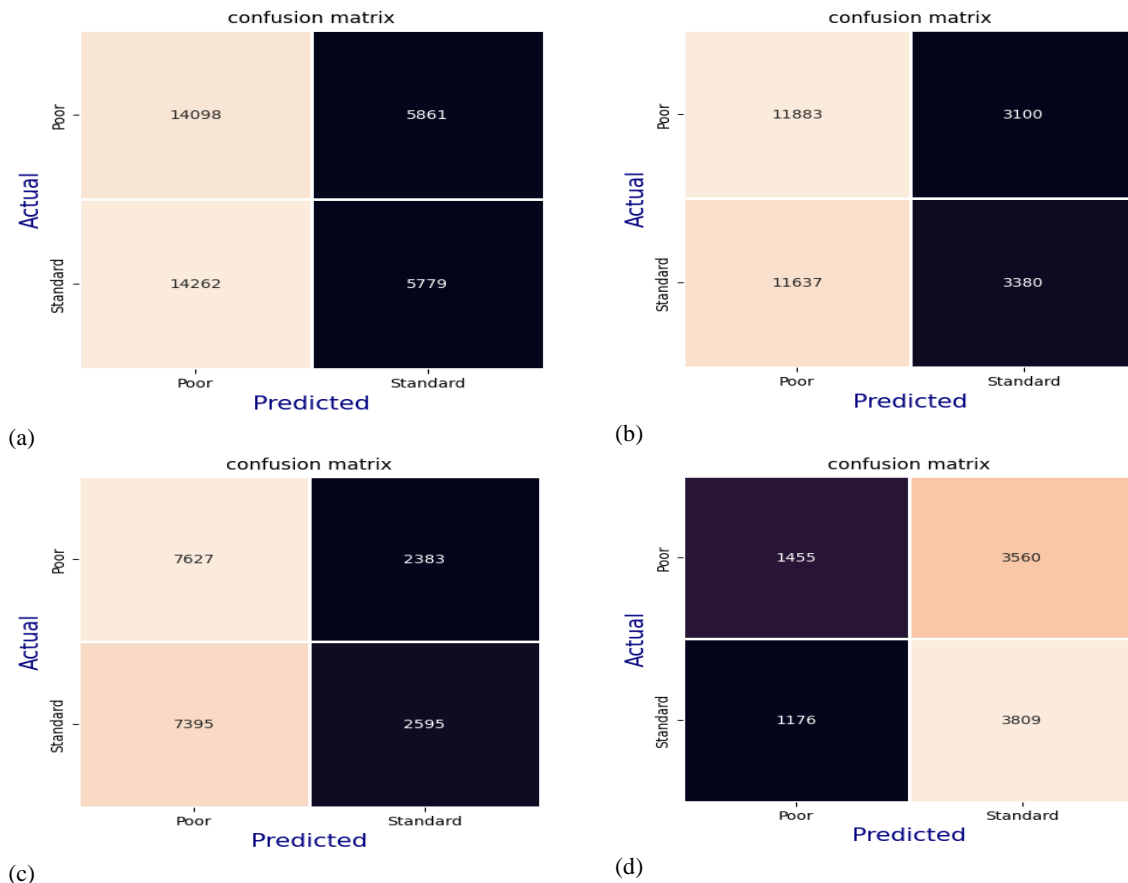 confusion matrix
Actual
Poor
14098
5861
Standard
14262
5779
Poor
Standard
Predicted
(a)
confusion matrix
Actual
Poor
11883
3100
Standard
11637
3380
Poor
Standard
Predicted
(b)
confusion matrix
Actual
Poor
7627
2383
Standard
7395
2595
Poor
Standard
Predicted
(c)
confusion matrix
Actual
Poor
1455
3560
Standard
1176
3809
Poor
Standard
Predicted
(d)